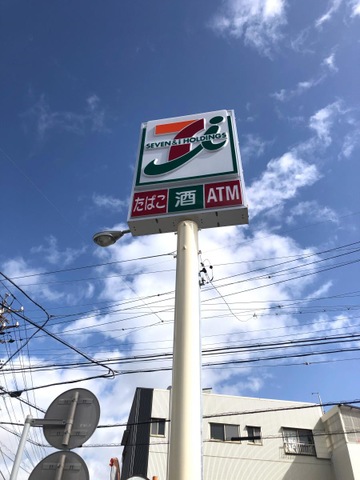 SEVEN & i HOLDINGS
たばこ 酒 ATM